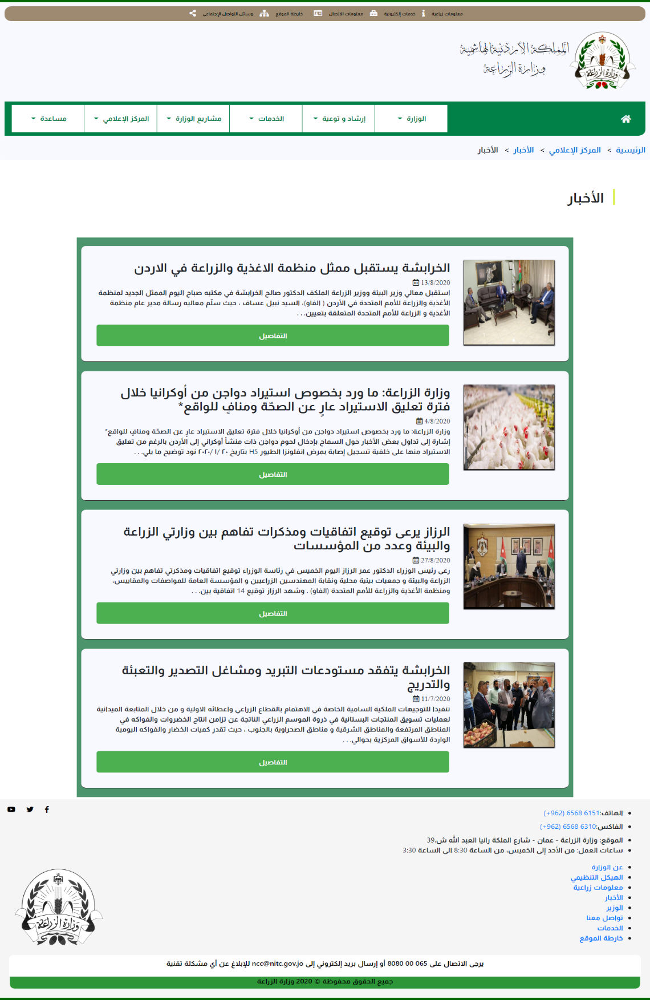 معلومات زراعية
خدمات إلكترونية
معلومات الاتصال
خارطة الموقع
وسائل التواصل الإجتماعي
المملكة الأردنية الهاشمية
وزارة الزراعة
وزارة الزراعة
الوزارة
إرشاد و توعية
الخدمات
مشاريع الوزارة
المركز الإعلامي
مساعدة
الرئيسية > المركز الإعلامي > الأخبار > الأخبار
الأخبار
الخرابشة يستقبل ممثل منظمة الاغذية والزراعة في الاردن
13/8/2020
استقبل معالي وزير البيئة ووزير الزراعة الملكف الدكتور صالح الخرابشة في مكتبه صباح اليوم الممثل الجديد لمنظمة
الأغذية والزراعة للأمم المتحدة في الأردن ( الفاو)، السيد نبيل عساف ، حيث سلّم معاليه رسالة مدير عام منظمة
الأغذية و الزراعة للأمم المتحدة المتعلقة بتعيين. . .
التفاصيل
وزارة الزراعة: ما ورد بخصوص استيراد دواجن من أوكرانيا خلال
فترة تعليق الاستيراد عارٍ عن الصحّة ومنافٍ للواقع*
4/8/2020
وزارة الزراعة: ما ورد بخصوص استيراد دواجن من أوكرانيا خلال فترة تعليق الاستيراد عارٍ عن الصحّة ومنافٍ للواقع*
إشارة إلى تداول بعض الأخبار حول السماح بإدخال لحوم دواجن ذات منشأ أوكراني إلى الأردن بالرغم من تعليق
الاستيراد منها على خلفية تسجيل إصابة بمرض انفلونزا الطيور H5 بتاريخ ٢٠ /١ /٢٠٢٠ نود توضيح ما يلي. . .
التفاصيل
الرزاز يرعى توقيع اتفاقيات ومذكرات تفاهم بين وزارتي الزراعة
والبيئة وعدد من المؤسسات
27/8/2020
رعى رئيس الوزراء الدكتور عمر الرزاز اليوم الخميس في رئاسة الوزراء توقيع اتفاقيات ومذكرتي تفاهم بين وزارتي
الزراعة والبيئة و جمعيات بيئية محلية ونقابة المهندسين الزراعيين و المؤسسة العامة للمواصفات والمقاييس،
ومنظمة الأغذية والزراعة للأمم المتحدة (الفاو) . وشهد الرزاز توقيع 14 اتفاقية بين. . .
التفاصيل
الخرابشة يتفقد مستودعات التبريد ومشاغل التصدير والتعبئة
والتدريج
11/7/2020
تنفيذا للتوجيهات الملكية السامية الخاصة في الاهتمام بالقطاع الزراعي واعطائه الاولية و من خلال المتابعة الميدانية
لعمليات تسويق المنتجات البستانية في ذروة الموسم الزراعي الناتجة عن تزامن انتاج الخضروات والفواكه في
المناطق المرتفعة والمناطق الشرقية و مناطق الصحراوية بالجنوب ، حيث تقدر كميات الخضار والفواكه اليومية
الواردة للأسواق المركزية بحوالي. . .
التفاصيل
الهاتف:6151 6568 (962+)
الفاكس:6310 6568 (962+)
الموقع: وزارة الزراعة - عمان - شارع الملكة رانيا العبد الله ش.39
ساعات العمل: من الأحد إلى الخميس، من الساعة 8:30 الى الساعة 3:30
عن الوزارة
الهيكل التنظيمي
معلومات زراعية
الأخبار
الوزير
تواصل معنا
الخدمات
خارطة الموقع
وزارة الزراعة
يرجى الاتصال على 065 00 8080 أو إرسال بريد إلكتروني إلى ncc@nitc.gov.jo للإبلاغ عن أي مشكلة تقنية
جميع الحقوق محفوظة © 2020 وزارة الزراعة